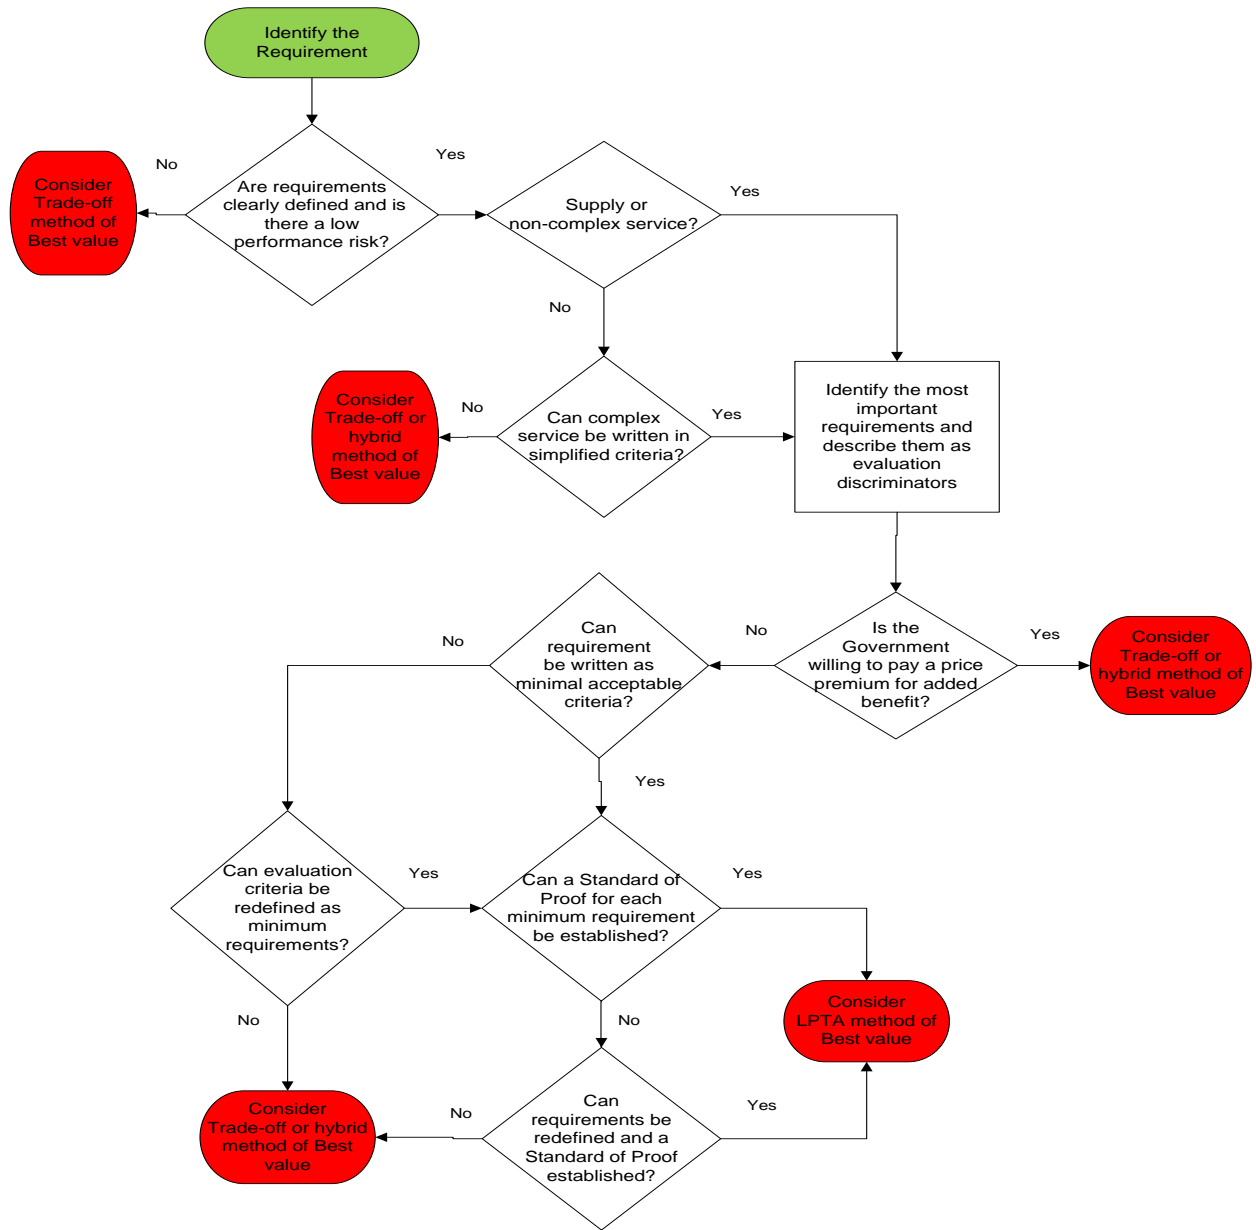 Identify the
Requirement
No
Yes
Yes
Consider
Trade-off
method of
Best value
Are requirements
clearly defined and is
there a low
performance risk?
Supply or
non-complex service?
No
Consider
Trade-off or
hybrid
method of
Best value
No
Can complex
service be written in
simplified criteria?
Yes
Identify the most
important
requirements and
describe them as
evaluation
discriminators
No
Can
requirement
be written as
minimal acceptable
criteria?
No
Is the
Government
willing to pay a price
premium for added
benefit?
Yes
Consider
Trade-off or
hybrid method of
Best value
Yes
Can evaluation
criteria be
redefined as
minimum
requirements?
Yes
Can a Standard of
Proof for each
minimum requirement
be established?
Yes
No
No
Consider
LPTA method of
Best value
Consider
Trade-off or hybrid
method of Best
value
No
Can
requirements be
redefined and a
Standard of Proof
established?
Yes